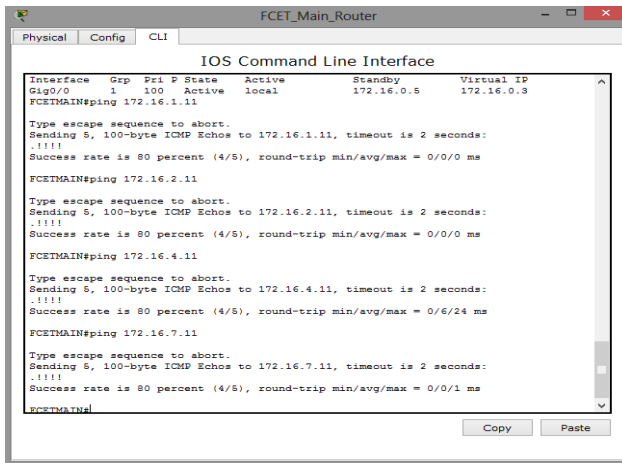 FCET_Main_Router
Physical Config CLI
IOS Command Line Interface
Interface Grp Pri P State Active Standby Virtual IP
Gig0/0 1 100 Active local 172.16.0.5 172.16.0.3
FCETMAIN#ping 172.16.1.11
Type escape sequence to abort.
Sending 5, 100-byte ICMP Echos to 172.16.1.11, timeout is 2 seconds:
.!!!!
Success rate is 80 percent (4/5), round-trip min/avg/max = 0/0/0 ms
FCETMAIN#ping 172.16.2.11
Type escape sequence to abort.
Sending 5, 100-byte ICMP Echos to 172.16.2.11, timeout is 2 seconds:
.!!!!
Success rate is 80 percent (4/5), round-trip min/avg/max = 0/0/0 ms
FCETMAIN#ping 172.16.4.11
Type escape sequence to abort.
Sending 5, 100-byte ICMP Echos to 172.16.4.11, timeout is 2 seconds:
.!!!!
Success rate is 80 percent (4/5), round-trip min/avg/max = 0/6/24 ms
FCETMAIN#ping 172.16.7.11
Type escape sequence to abort.
Sending 5, 100-byte ICMP Echos to 172.16.7.11, timeout is 2 seconds:
.!!!!
Success rate is 80 percent (4/5), round-trip min/avg/max = 0/0/1 ms
FCETMAIN#
Copy Paste